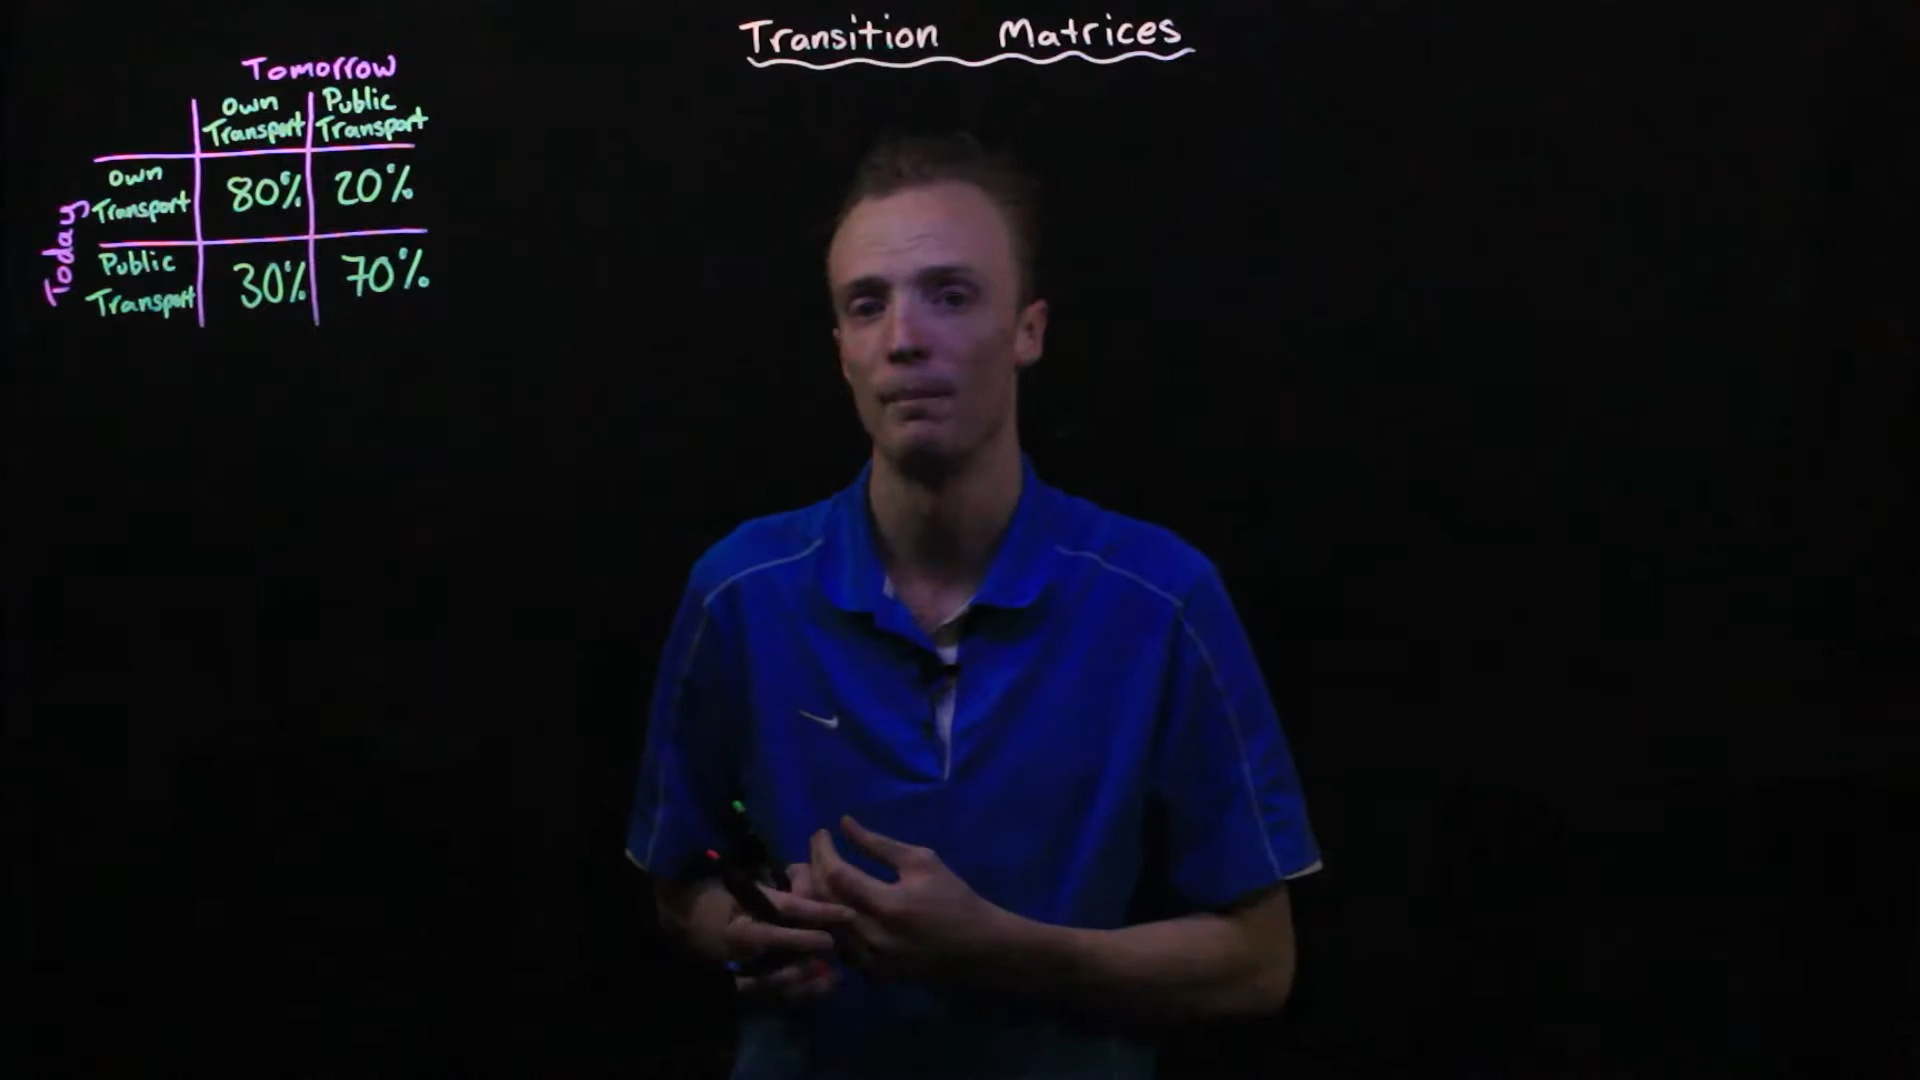 Transition Matrices
Tomorrow
Own Transport
Public Transport
Today
Own Transport
80%
20%
Public Transport
30%
70%